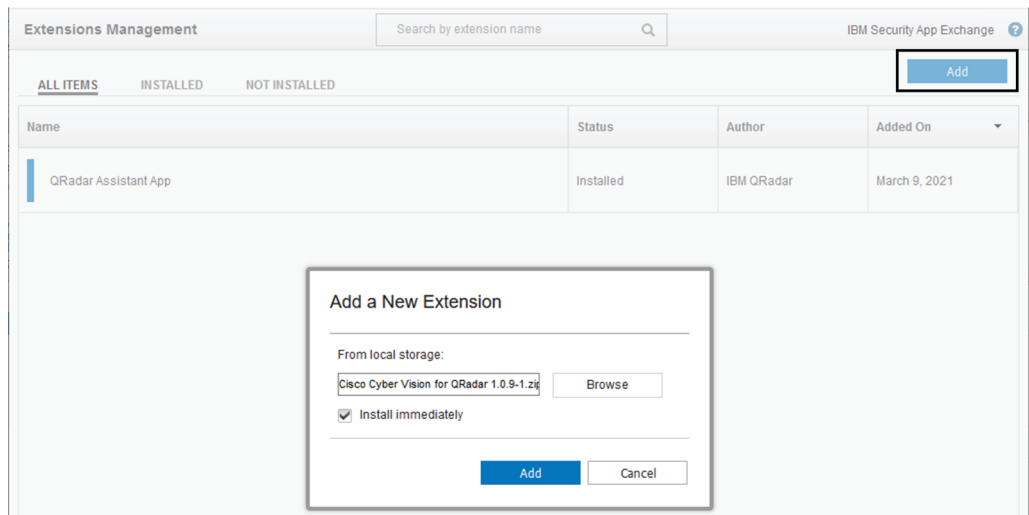 Extensions Management
Search by extension name
IBM Security App Exchange ?
Add
ALL ITEMS INSTALLED NOT INSTALLED
Name Status Author Added On
QRadar Assistant App Installed IBM QRadar March 9, 2021
Add a New Extension
From local storage:
Cisco Cyber Vision for QRadar 1.0.9-1.zip Browse
Install immediately
Add Cancel